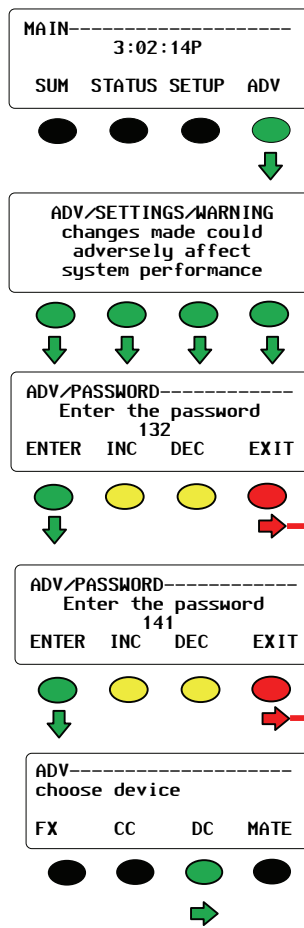 MAIN---------------------
3:02:14P
SUM STATUS SETUP ADV
ADV/SETTINGS/WARNING
changes made could
adversely affect
system performance
ADV/PASSWORD-------------
Enter the password
132
ENTER INC DEC EXIT
ADV/PASSWORD------------
Enter the password
141
ENTER INC DEC EXIT
ADV---------------------
choose device
FX CC DC MATE